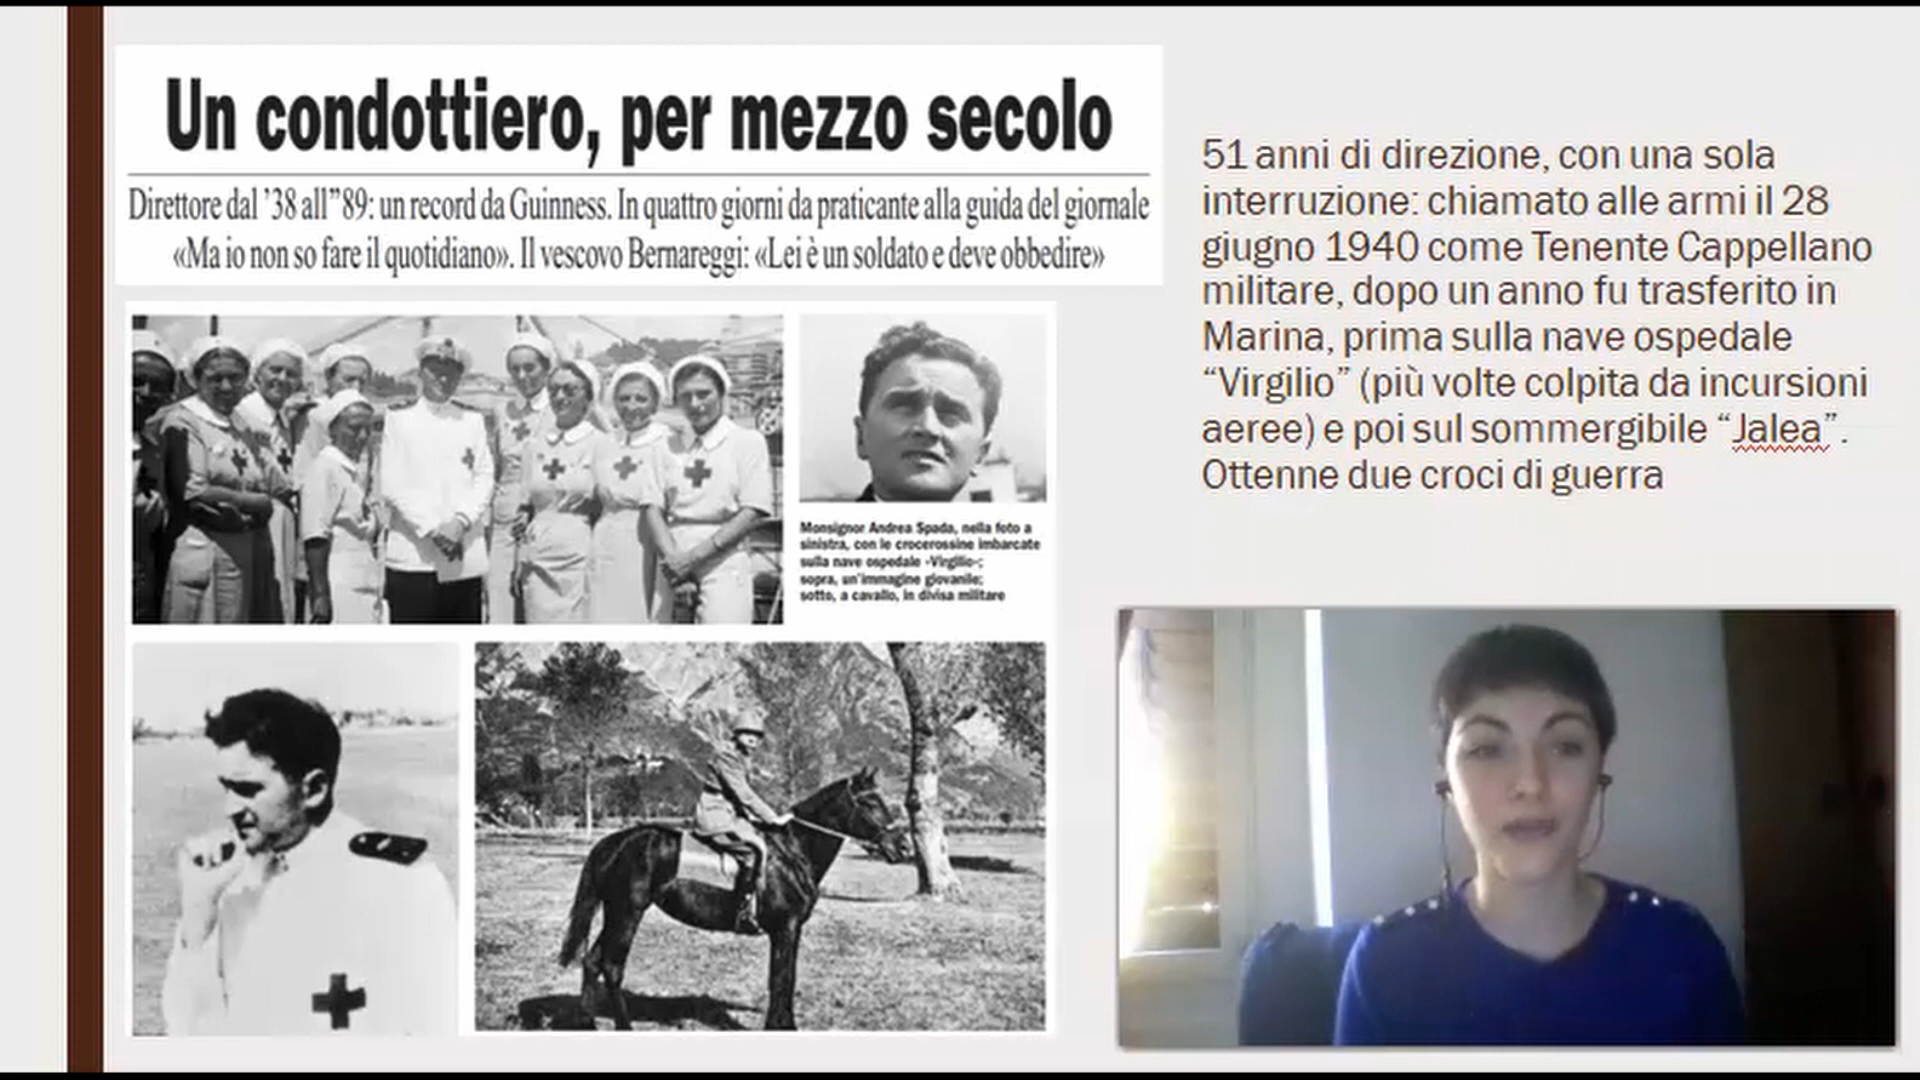 Un condottiero, per mezzo secolo
Direttore dal '38 all''89: un record da Guinness. In quattro giorni da praticante alla guida del giornale
«Ma io non so fare il quotidiano». Il vescovo Bernareggi: «Lei è un soldato e deve obbedire»
51 anni di direzione, con una sola
interruzione: chiamato alle armi il 28
giugno 1940 come Tenente Cappellano
militare, dopo un anno fu trasferito in
Marina, prima sulla nave ospedale
“Virgilio” (più volte colpita da incursioni
aeree) e poi sul sommergibile “Jalea”.
Ottenne due croci di guerra
Monsignor Andrea Spada, nella foto a
sinistra, con le crocerossine imbarcate
sulla nave ospedale «Virgilio»;
sopra, un'immagine giovanile;
sotto, a cavallo, in divisa militare